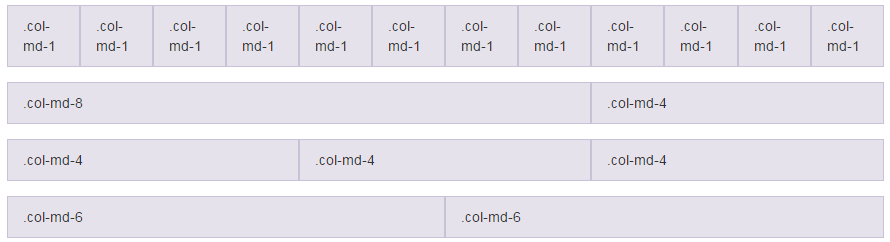 .col- .col- .col- .col- .col- .col- .col- .col- .col- .col- .col- .col-
md-1 md-1 md-1 md-1 md-1 md-1 md-1 md-1 md-1 md-1 md-1 md-1
.col-md-8 .col-md-4
.col-md-4 .col-md-4 .col-md-4
.col-md-6 .col-md-6